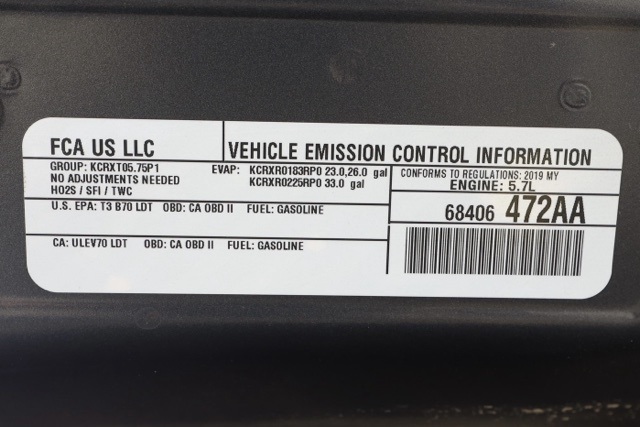 FCA US LLC
VEHICLE EMISSION CONTROL INFORMATION
GROUP: KCRXT05.75P1
NO ADJUSTMENTS NEEDED
HO2S / SFI / TWC
EVAP: KCRXR0183RP0 23.0,26.0 gal
KCRXR0225RP0 33.0 gal
CONFORMS TO REGULATIONS: 2019 MY
ENGINE: 5.7L
U.S. EPA: T3 B70 LDT OBD: CA OBD II FUEL: GASOLINE
68406 472AA
CA: ULEV70 LDT OBD: CA OBD II FUEL: GASOLINE